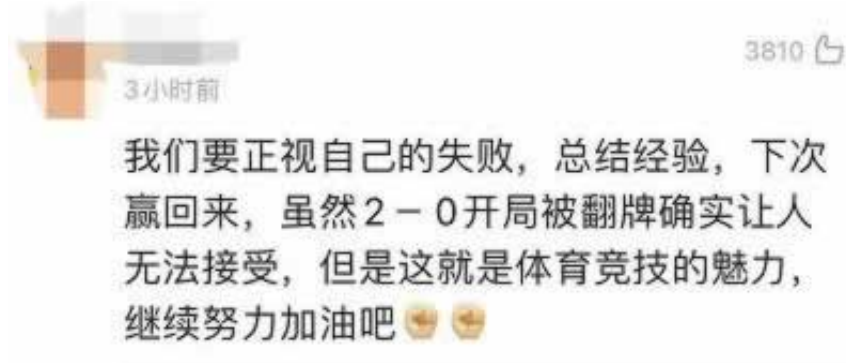 3810
3小时前
我们要正视自己的失败，总结经验，下次
赢回来，虽然2－0开局被翻牌确实让人
无法接受，但是这就是体育竞技的魅力，
继续努力加油吧